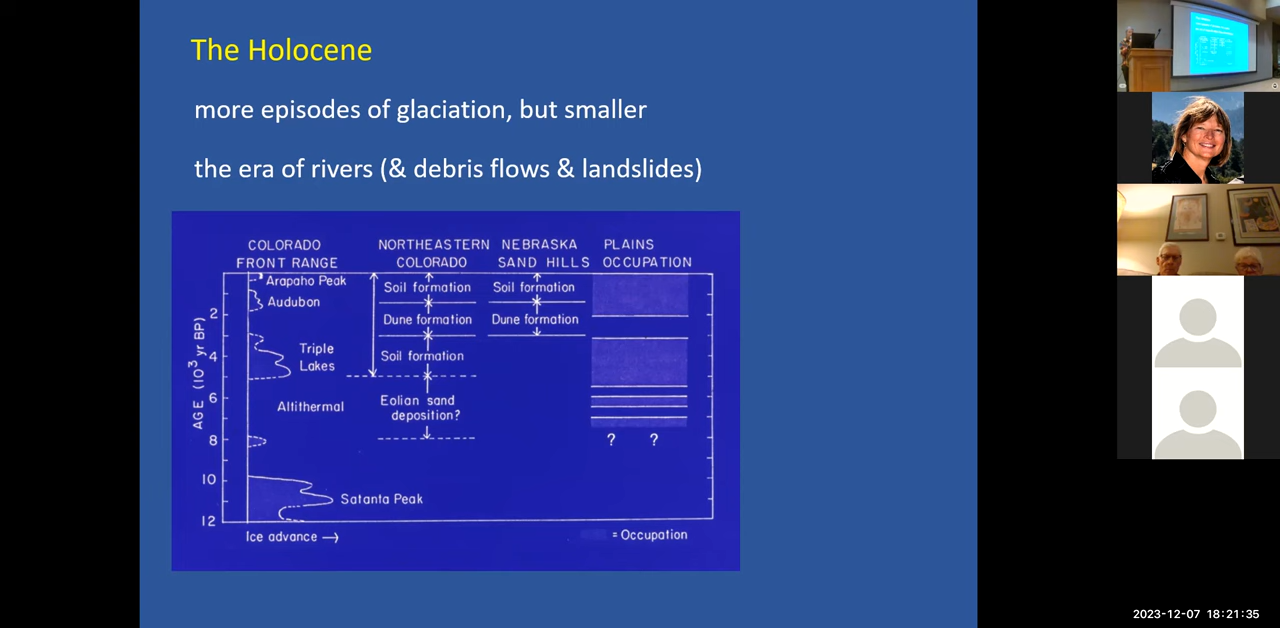 The Holocene
more episodes of glaciation, but smaller
the era of rivers (& debris flows & landslides)
COLORADO
FRONT RANGE
NORTHEASTERN
COLORADO
NEBRASKA
SAND HILLS
PLAINS
OCCUPATION
Arapaho Peak
Audubon
Triple
Lakes
Altithermal
Satanta Peak
Soil formation
Dune formation
Soil formation
Eolian sand
deposition?
Soil formation
Dune formation
? ?
AGE (10³ yr BP)
2
4
6
8
10
12
Ice advance →
= Occupation
2023-12-07 18:21:35